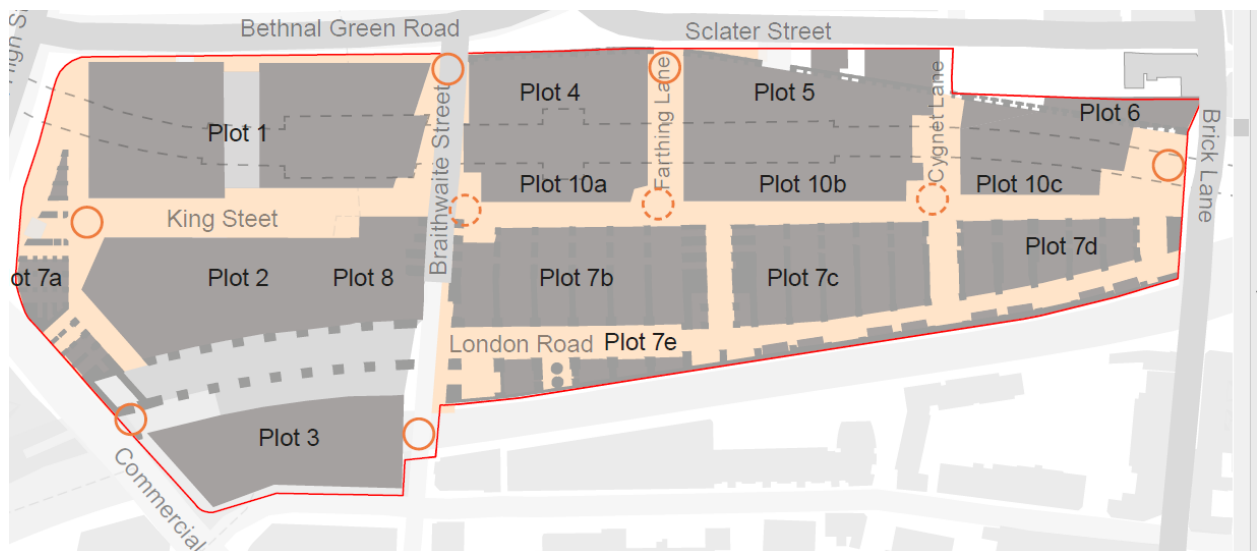 Bethnal Green Road
Sclater Street
High S
Plot 1
Braithwaite Street
Plot 4
Farthing Lane
Plot 5
Cygnet Lane
Plot 6
Brick Lane
Plot 10a
Plot 10b
Plot 10c
King Steet
ot 7a
Plot 2
Plot 8
Plot 7b
Plot 7c
Plot 7d
London Road
Plot 7e
Plot 3
Commercial